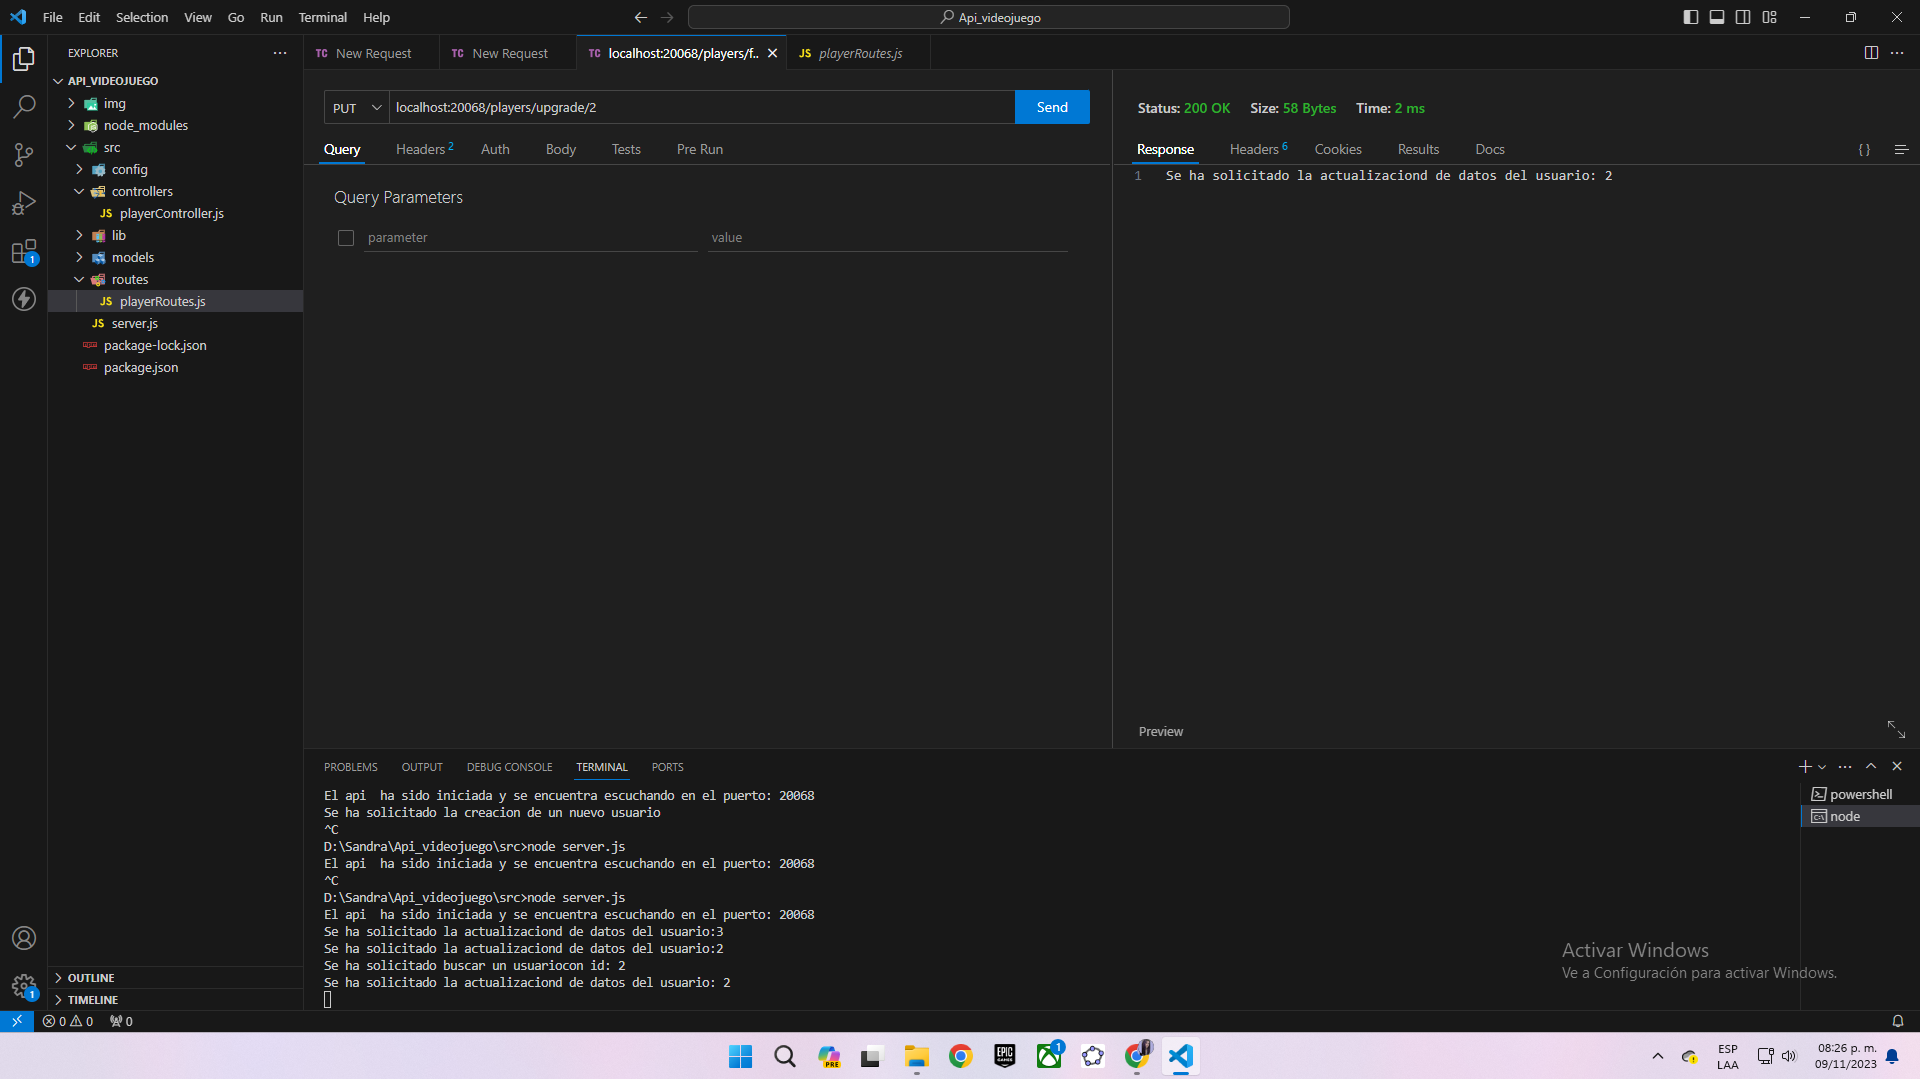 File Edit Selection View Go Run Terminal Help
Api_videojuego
EXPLORER
TC New Request
TC New Request
TC localhost:20068/players/f..
JS playerRoutes.js
API_VIDEOJUEGO
img
node_modules
src
config
controllers
JS playerController.js
lib
models
routes
JS playerRoutes.js
JS server.js
package-lock.json
package.json
OUTLINE
TIMELINE
PUT localhost:20068/players/upgrade/2 Send
Query Headers 2 Auth Body Tests Pre Run
Query Parameters
parameter value
Status: 200 OK Size: 58 Bytes Time: 2 ms
Response Headers 6 Cookies Results Docs { }
1 Se ha solicitado la actualizaciond de datos del usuario: 2
Preview
PROBLEMS OUTPUT DEBUG CONSOLE TERMINAL PORTS
El api  ha sido iniciada y se encuentra escuchando en el puerto: 20068
Se ha solicitado la creacion de un nuevo usuario
^C
D:\Sandra\Api_videojuego\src>node server.js
El api  ha sido iniciada y se encuentra escuchando en el puerto: 20068
^C
D:\Sandra\Api_videojuego\src>node server.js
El api  ha sido iniciada y se encuentra escuchando en el puerto: 20068
Se ha solicitado la actualizaciond de datos del usuario:3
Se ha solicitado la actualizaciond de datos del usuario:2
Se ha solicitado buscar un usuariocon id: 2
Se ha solicitado la actualizaciond de datos del usuario: 2
powershell
node
Activar Windows
Ve a Configuración para activar Windows.
1
1
0 0 0
PRE
EPIC GAMES
1
ESP
LAA
08:26 p. m.
09/11/2023